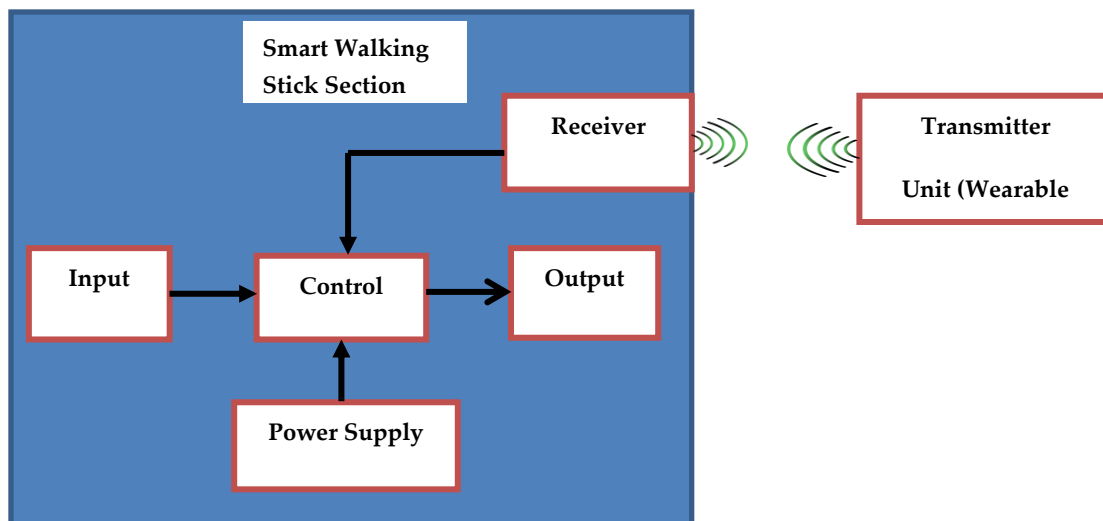 Smart Walking
Stick Section
Receiver
Transmitter
Unit (Wearable
Input
Control
Output
Power Supply